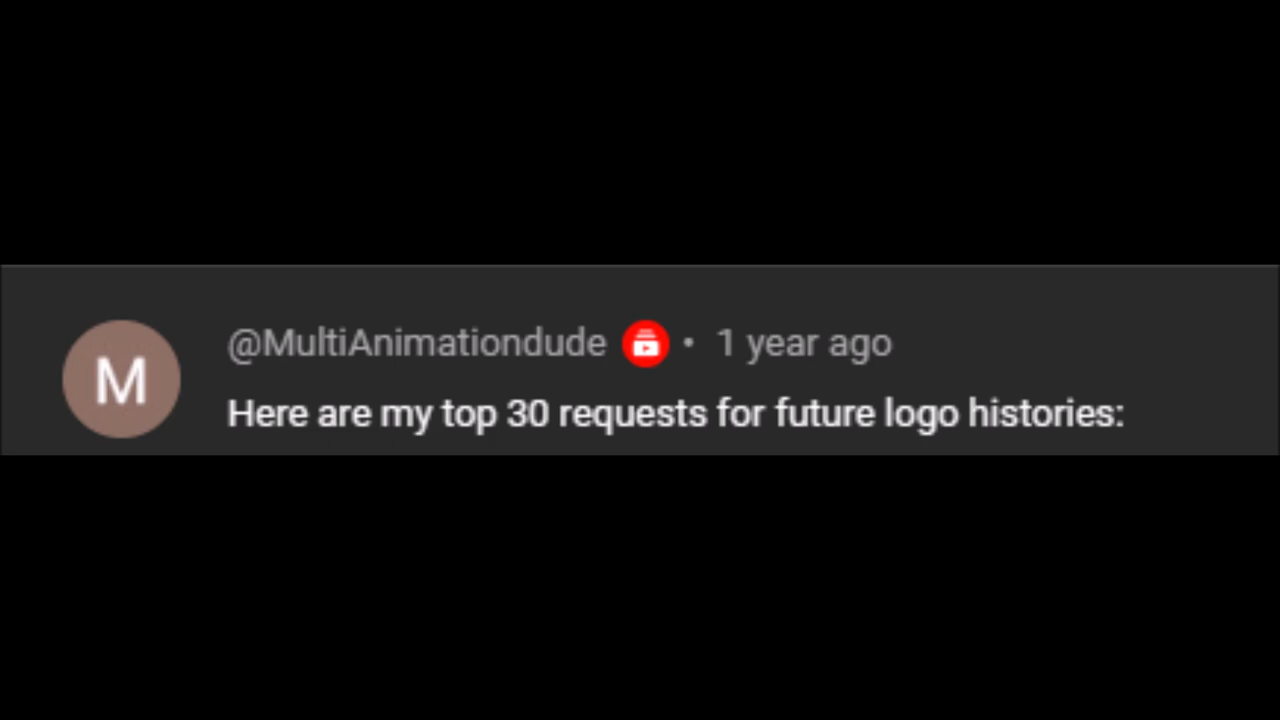 M
@MultiAnimationdude • 1 year ago
Here are my top 30 requests for future logo histories: